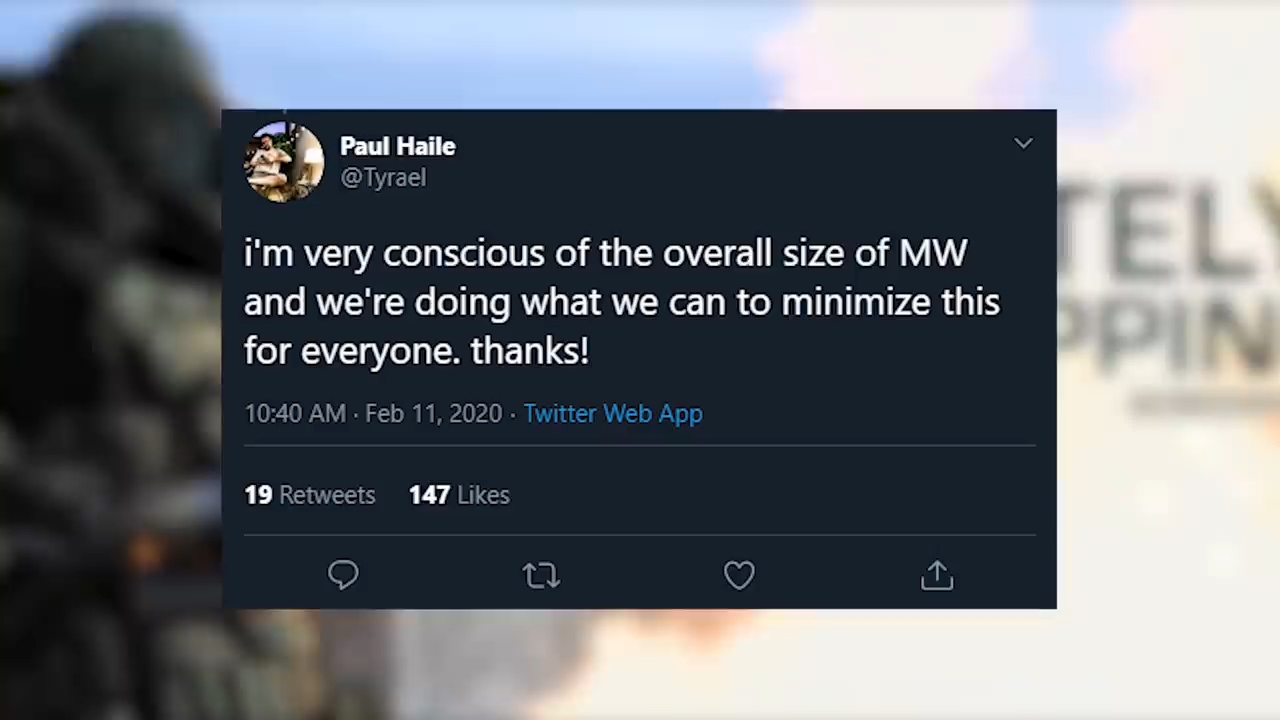 Paul Haile
@Tyrael
i'm very conscious of the overall size of MW
and we're doing what we can to minimize this
for everyone. thanks!
10:40 AM · Feb 11, 2020 · Twitter Web App
19 Retweets 147 Likes